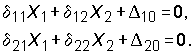 δ₁₁X₁ + δ₁₂X₂ + Δ₁₀ = 0,
δ₂₁X₁ + δ₂₂X₂ + Δ₂₀ = 0.